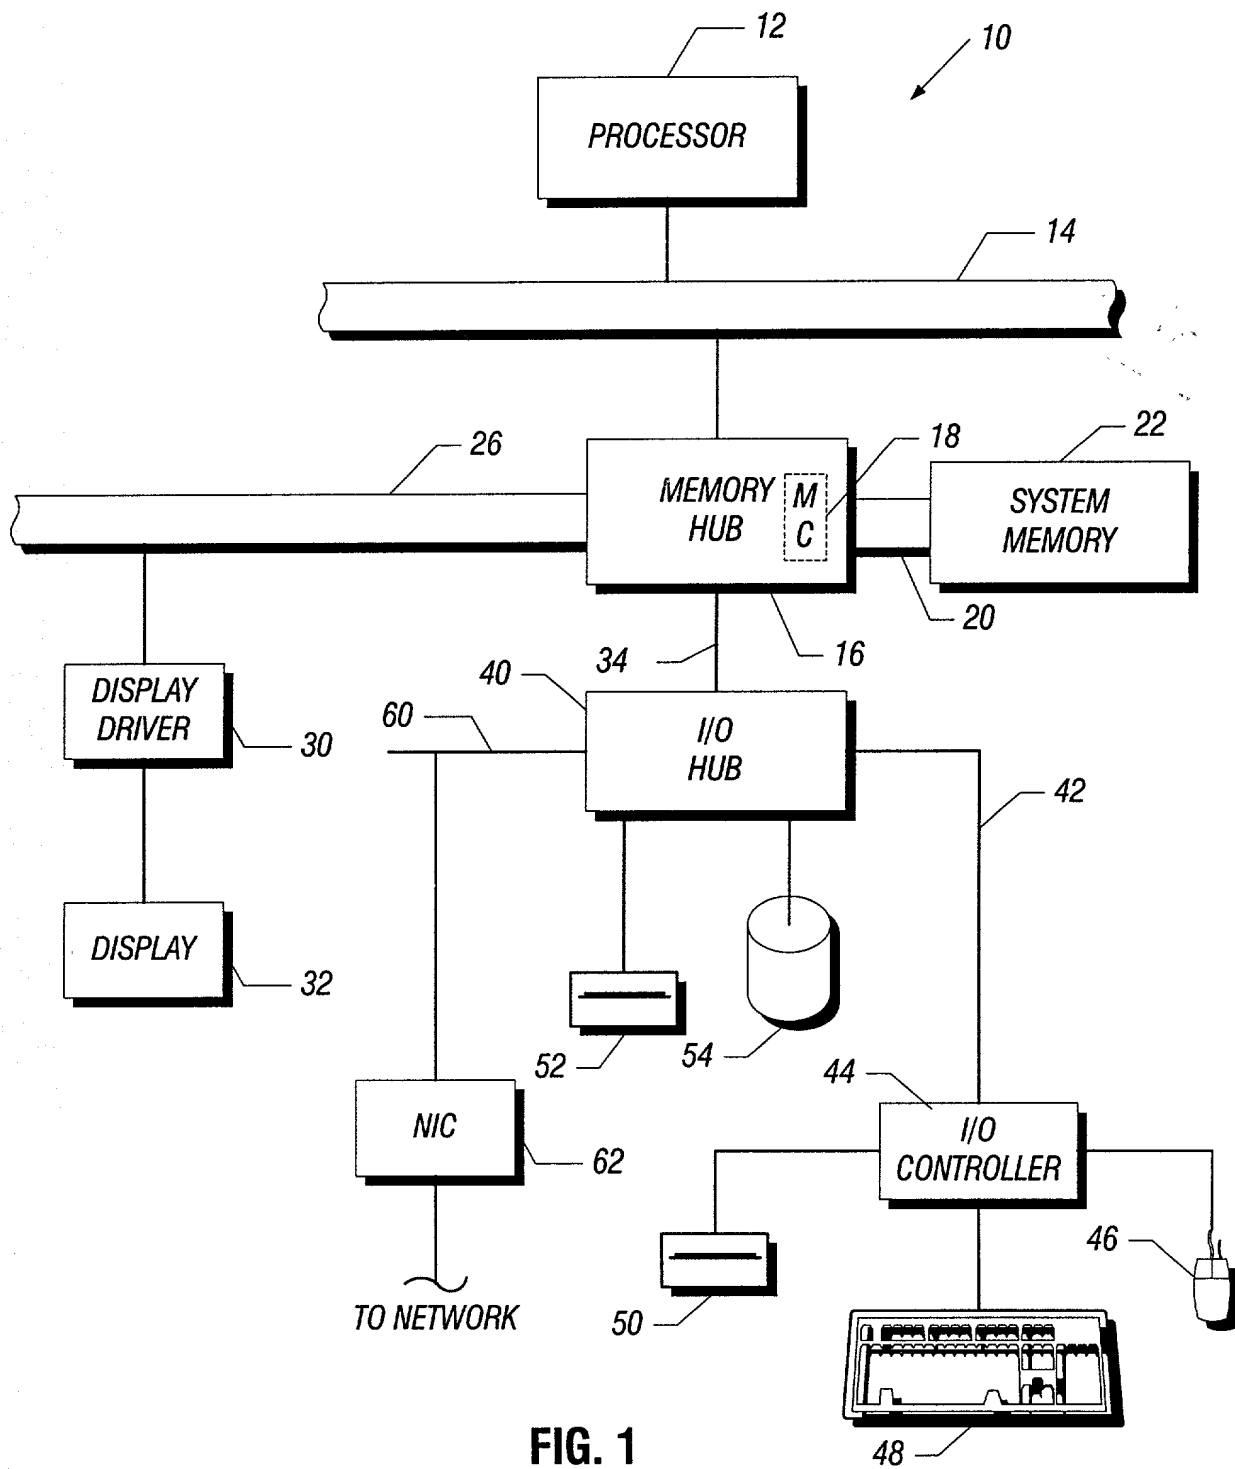 12
10
PROCESSOR
14
26
18
22
MEMORY
HUB
M
C
SYSTEM
MEMORY
20
34
16
40
DISPLAY
DRIVER
30
60
I/O
HUB
42
DISPLAY
32
52
54
44
NIC
62
I/O
CONTROLLER
46
TO NETWORK
50
48
FIG. 1